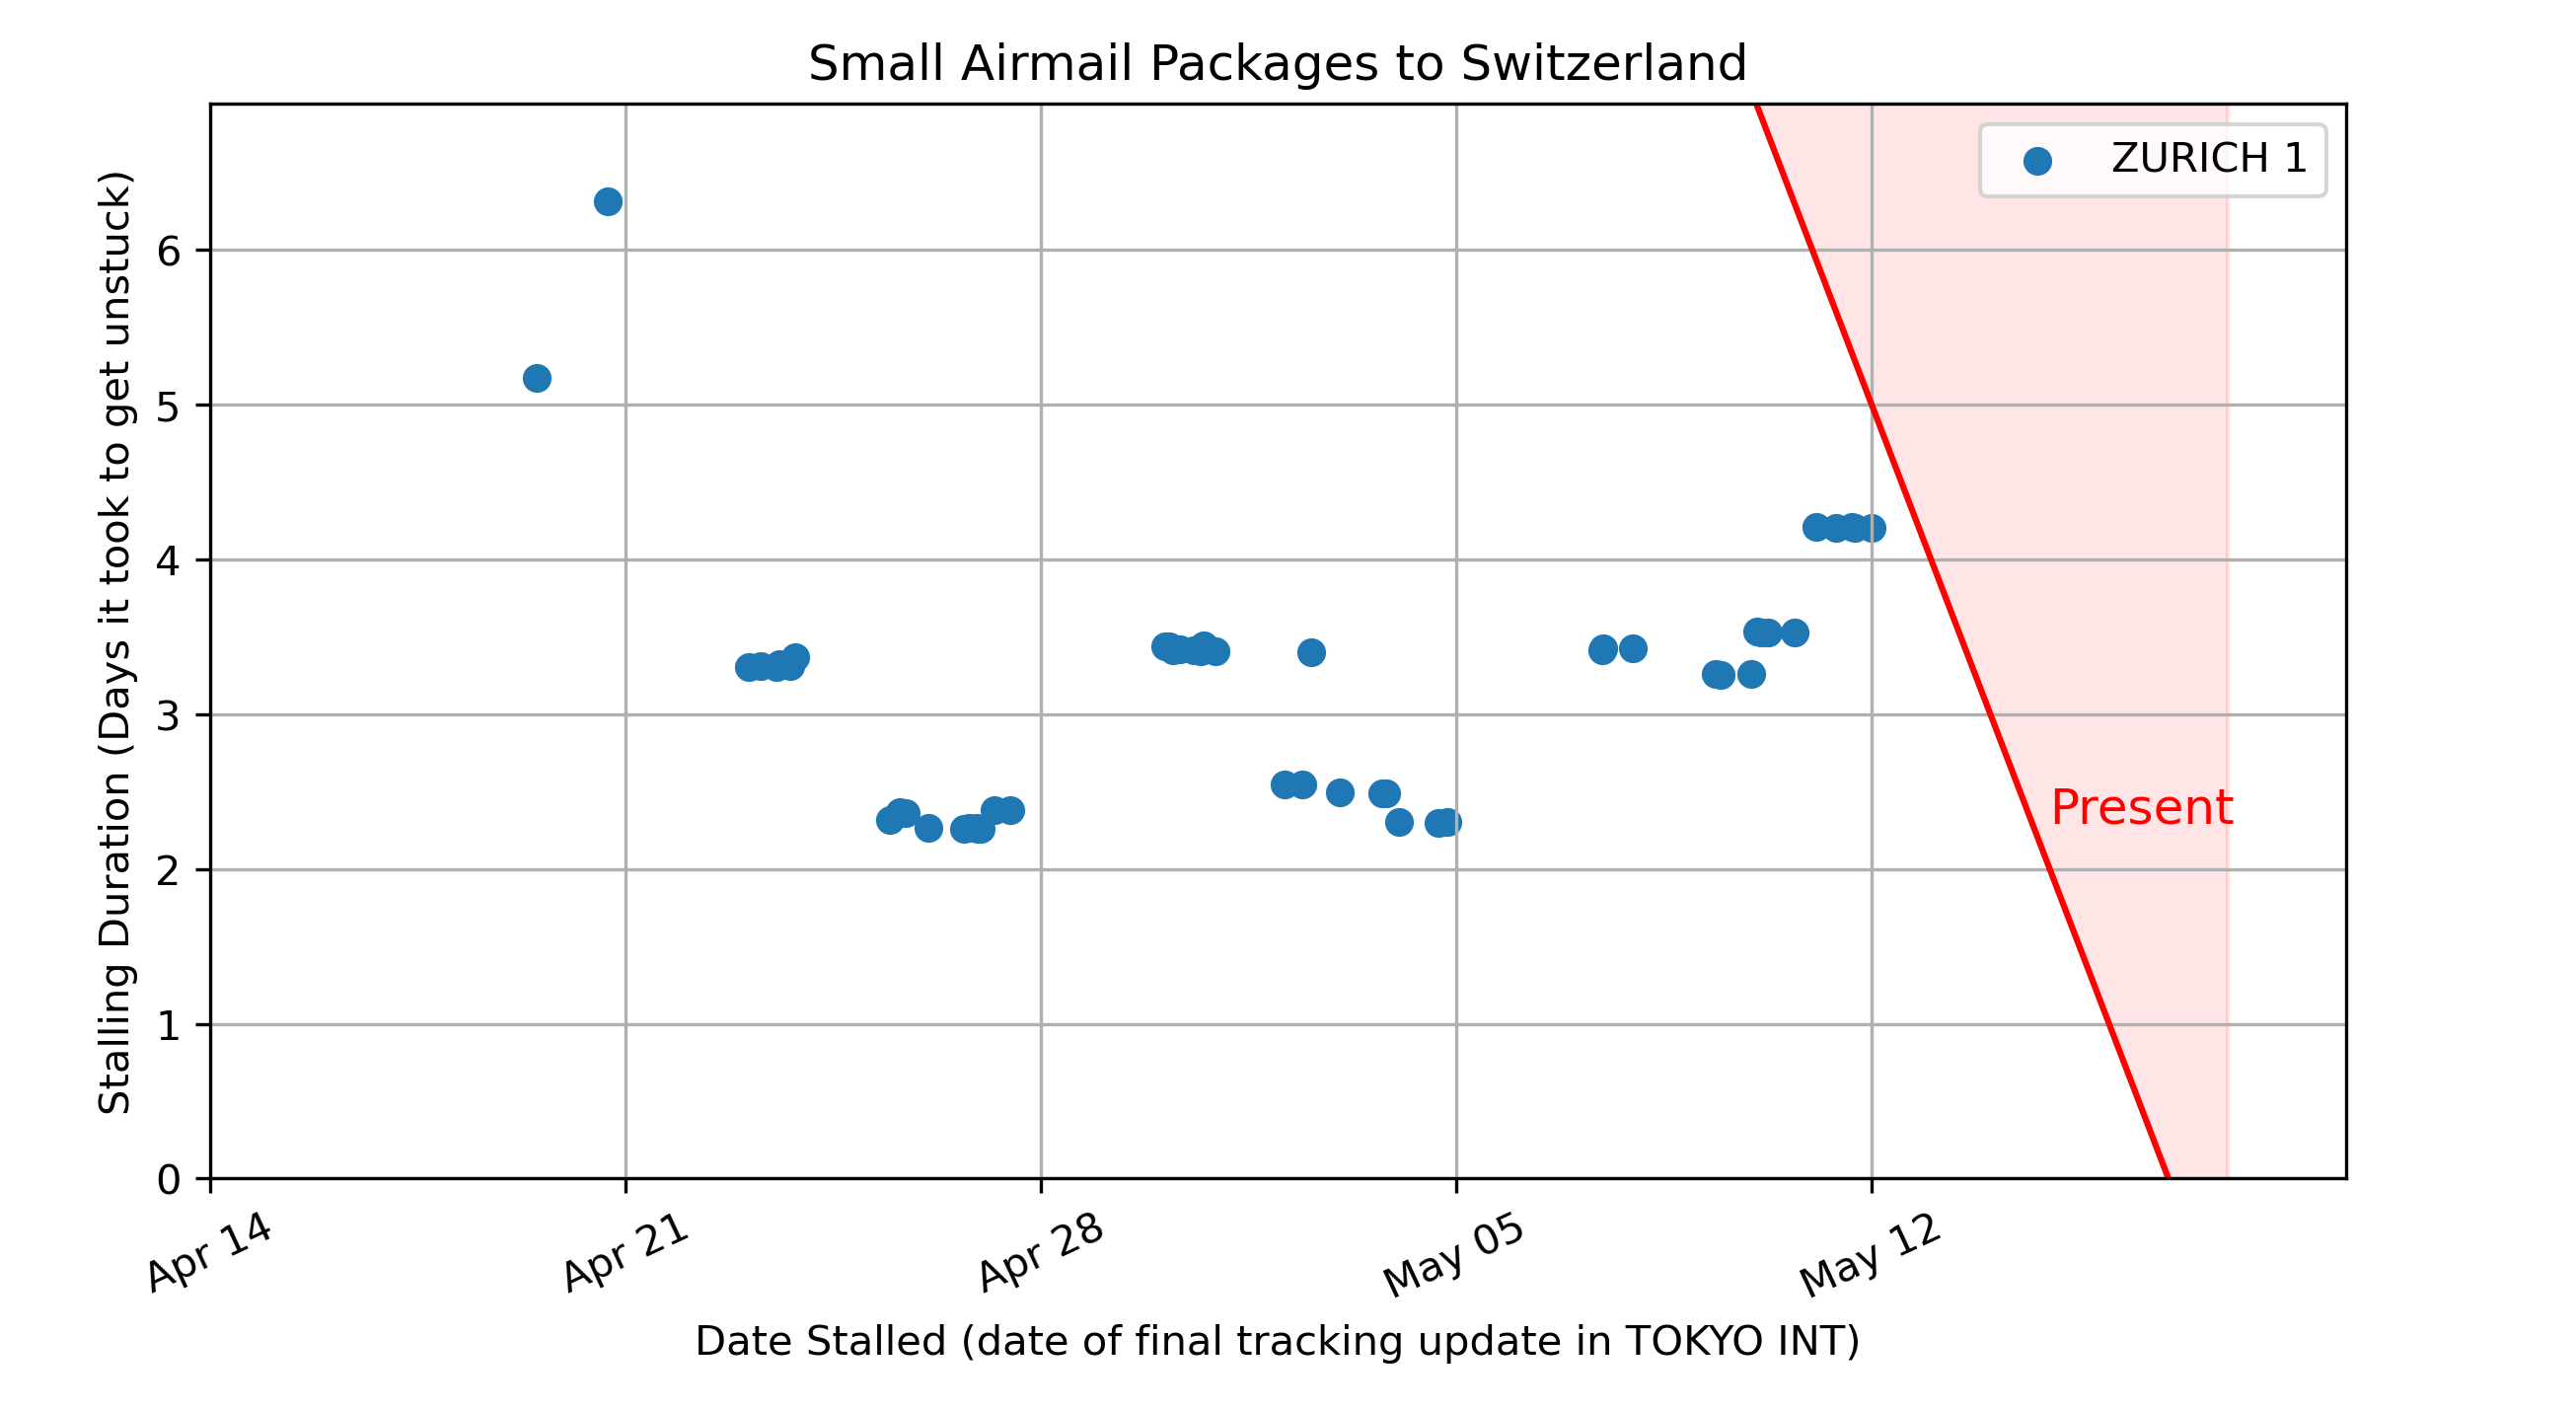 Small Airmail Packages to Switzerland
ZURICH 1
Stalling Duration (Days it took to get unstuck)
6
5
4
3
2
1
0
Present
Apr 14
Apr 21
Apr 28
May 05
May 12
Date Stalled (date of final tracking update in TOKYO INT)